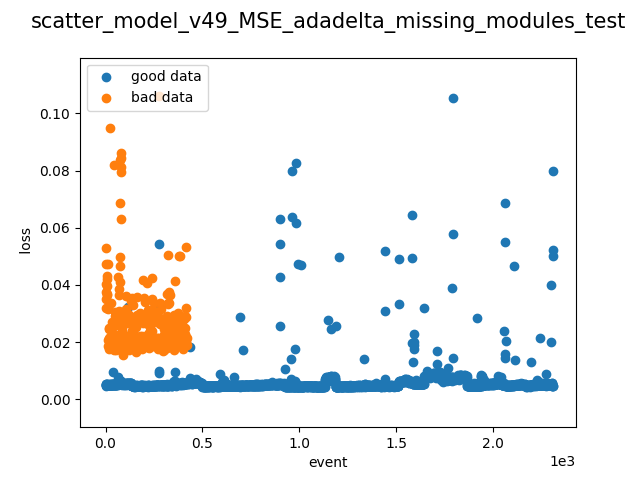 scatter_model_v49_MSE_adadelta_missing_modules_test
good data
bad data
0.10
0.08
0.06
0.04
0.02
0.00
loss
0.0 0.5 1.0 1.5 2.0
1e3
event